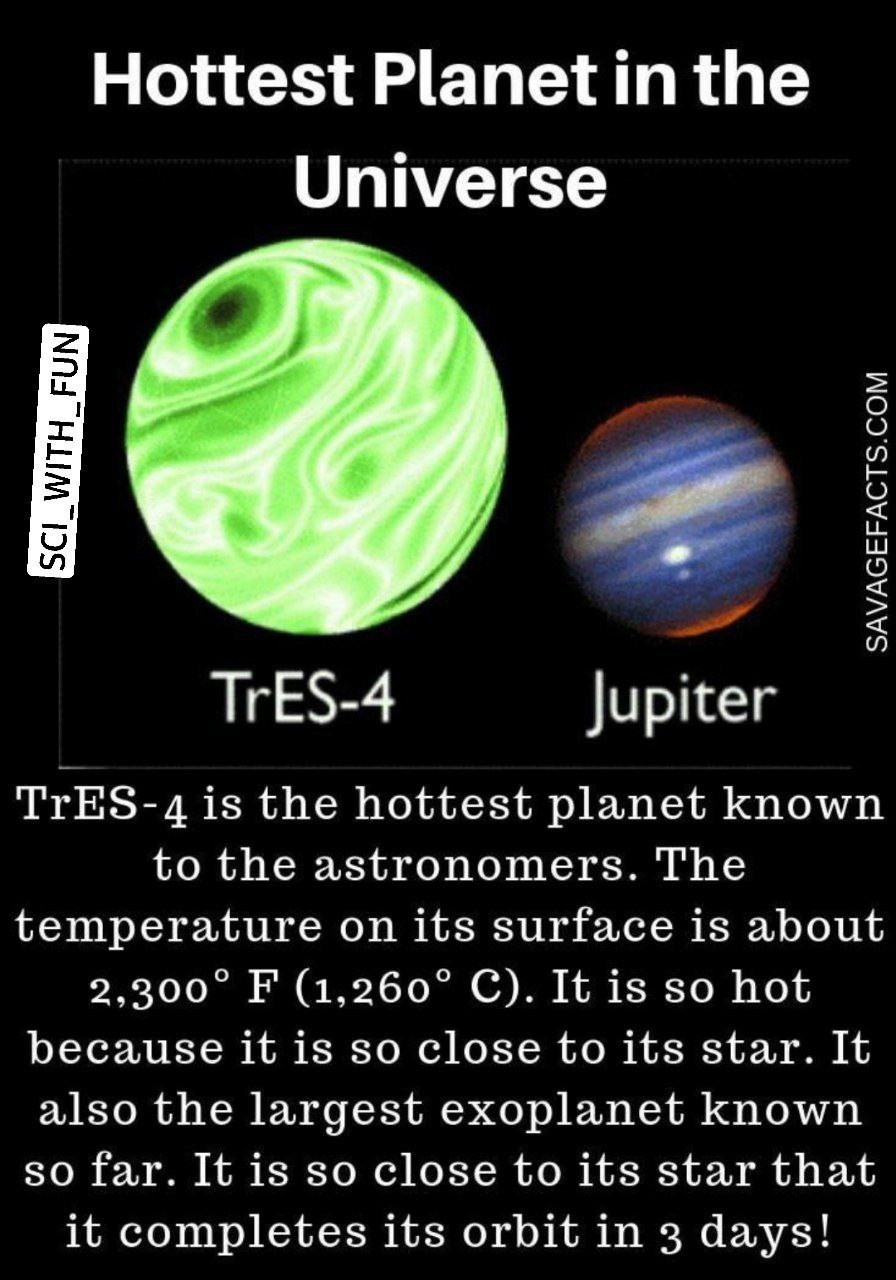 Hottest Planet in the
Universe
SCI_WITH_FUN
SAVAGEFACTS.COM
TrES-4
Jupiter
TrES-4 is the hottest planet known
to the astronomers. The
temperature on its surface is about
2,300° F (1,260° C). It is so hot
because it is so close to its star. It
also the largest exoplanet known
so far. It is so close to its star that
it completes its orbit in 3 days!